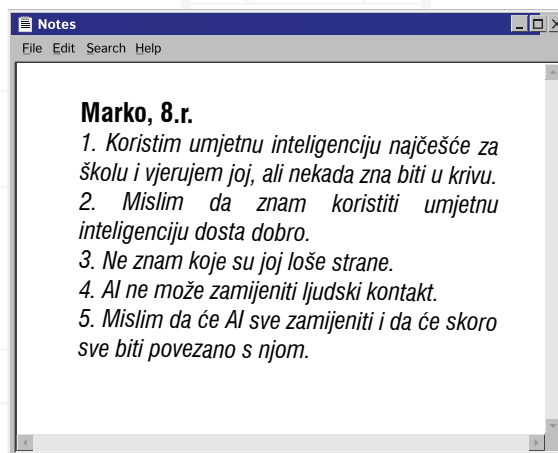 Notes
File Edit Search Help
Marko, 8.r.
1. Koristim umjetnu inteligenciju najčešće za
školu i vjerujem joj, ali nekada zna biti u krivu.
2. Mislim da znam koristiti umjetnu
inteligenciju dosta dobro.
3. Ne znam koje su joj loše strane.
4. AI ne može zamijeniti ljudski kontakt.
5. Mislim da će AI sve zamijeniti i da će skoro
sve biti povezano s njom.